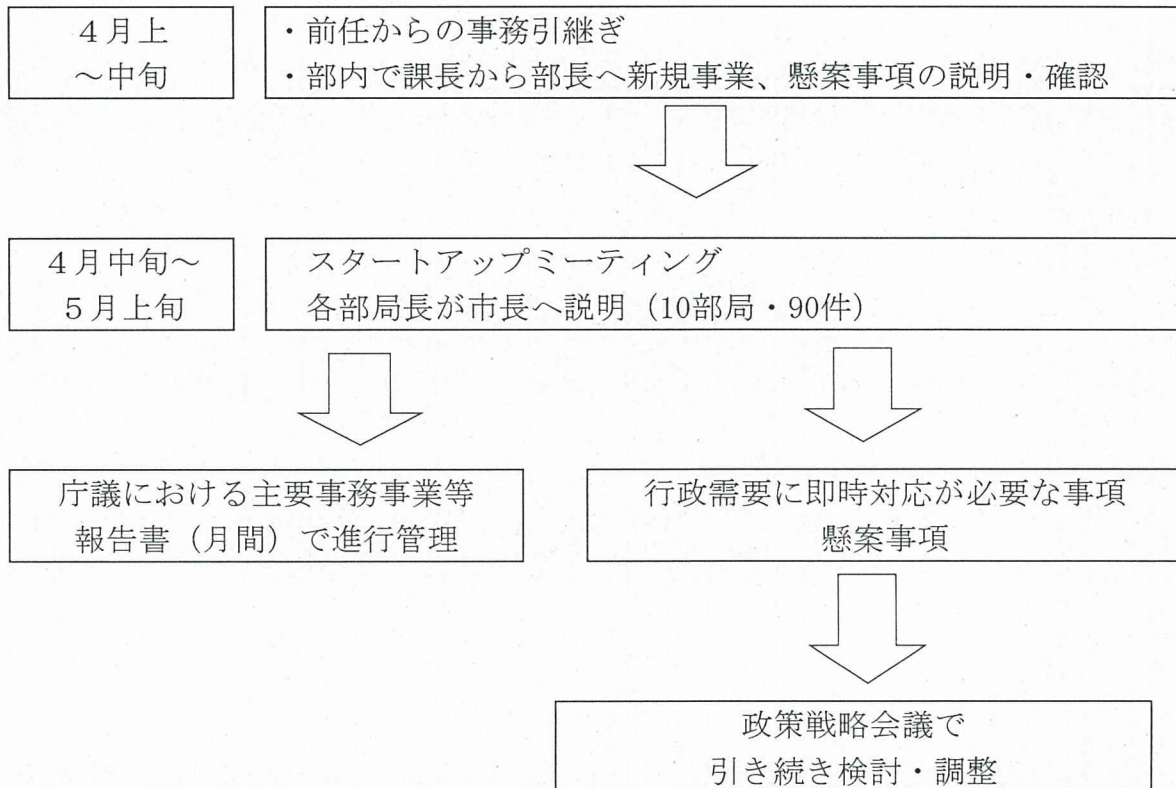 4月上
～中旬
・前任からの事務引継ぎ
・部内で課長から部長へ新規事業、懸案事項の説明・確認
4月中旬～
5月上旬
スタートアップミーティング
各部局長が市長へ説明（10部局・90件）
庁議における主要事務事業等
報告書（月間）で進行管理
行政需要に即時対応が必要な事項
懸案事項
政策戦略会議で
引き続き検討・調整